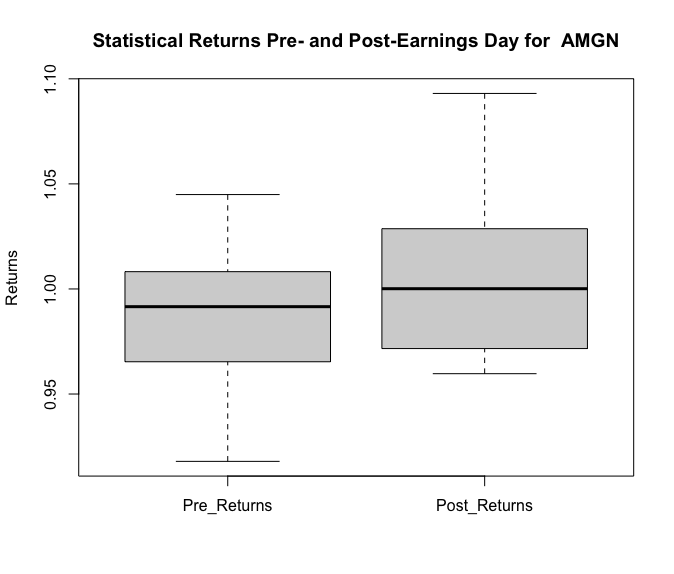 Statistical Returns Pre- and Post-Earnings Day for  AMGN
1.10
1.05
1.00
0.95
Returns
Pre_Returns
Post_Returns